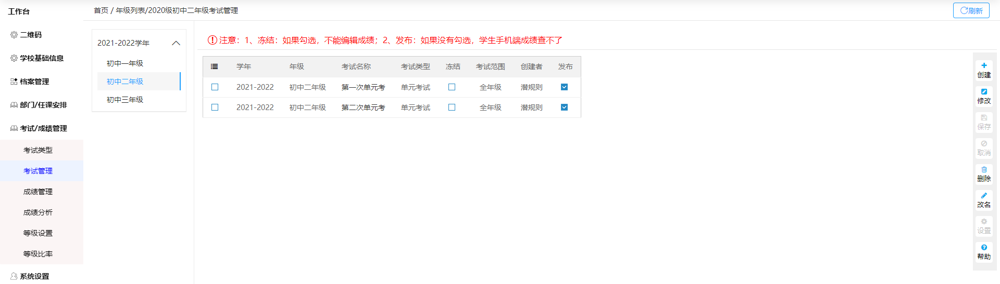 工作台
二维码
学校基础信息
档案管理
部门/任课安排
考试/成绩管理
考试类型
考试管理
成绩管理
成绩分析
等级设置
等级比率
系统设置
首页 / 年级列表/2020级初中二年级考试管理
刷新
2021-2022学年
初中一年级
初中二年级
初中三年级
注意：1、冻结：如果勾选，不能编辑成绩；2、发布：如果没有勾选，学生手机端成绩查不了
学年 年级 考试名称 考试类型 冻结 考试范围 创建者 发布
2021-2022 初中二年级 第一次单元考 单元考试 全年级 潜规则
2021-2022 初中二年级 第二次单元考 单元考试 全年级 潜规则
创建
修改
保存
取消
删除
改名
设置
帮助